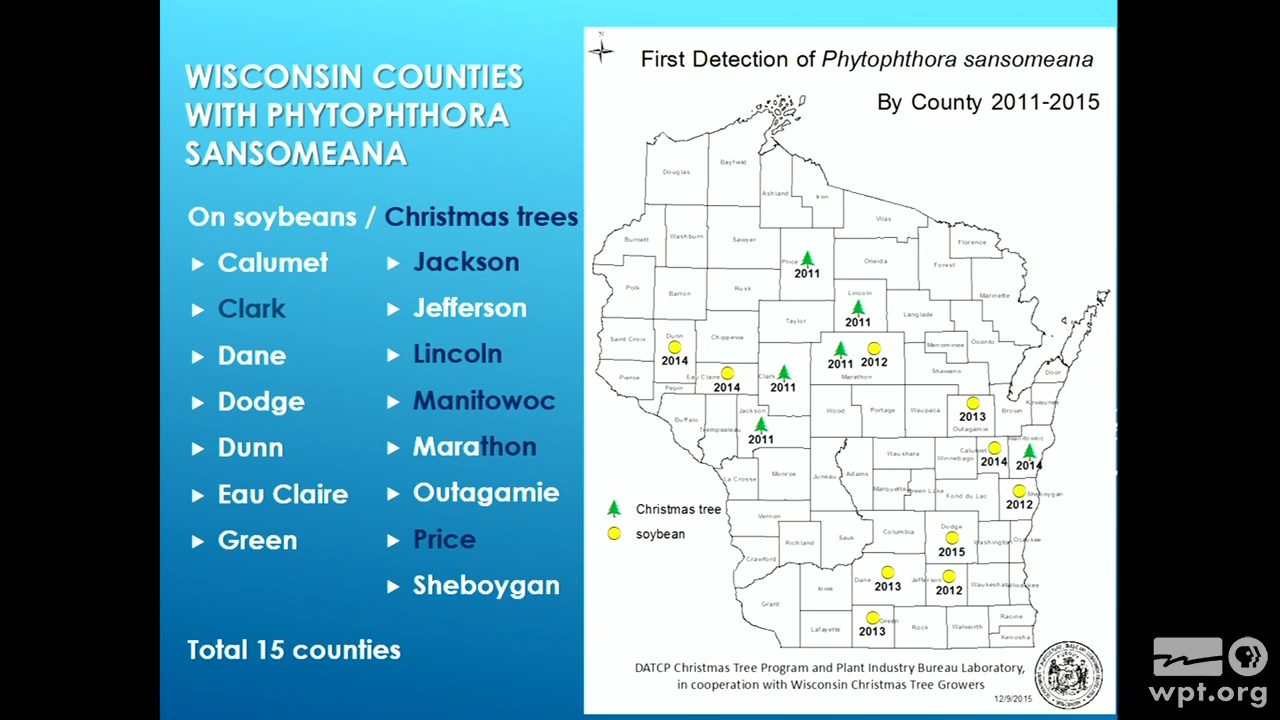 WISCONSIN COUNTIES
WITH PHYTOPHTHORA
SANSOMEANA
On soybeans / Christmas trees
Calumet
Clark
Dane
Dodge
Dunn
Eau Claire
Green
Jackson
Jefferson
Lincoln
Manitowoc
Marathon
Outagamie
Price
Sheboygan
Total 15 counties
First Detection of Phytophthora sansomeana
By County 2011-2015
N
Bayfield
Douglas
Ashland
Iron
Vilas
Burnett
Washburn
Sawyer
Price
2011
Oneida
Florence
Forest
Polk
Barron
Rusk
Lincoln
2011
Marinette
Langlade
Taylor
Saint Croix
Dunn
2014
Chippewa
Menominee
Oconto
2011
2012
Marathon
Pierce
Pepin
Eau Claire
2014
Clark
2011
Shawano
Door
Buffalo
Trempealeau
Jackson
2011
Wood
Portage
Waupaca
2013
Outagamie
Brown
Kewaunee
Manitowoc
2014
Calumet
2014
Winnebago
Waushara
La Crosse
Monroe
Juneau
Adams
Marquette
Green Lake
Fond du Lac
Sheboygan
2012
Vernon
Richland
Sauk
Columbia
Dodge
2015
Washington
Ozaukee
Crawford
Grant
Iowa
Dane
2013
Jefferson
2012
Waukesha
Milwaukee
Lafayette
Green
2013
Rock
Walworth
Racine
Kenosha
Christmas tree
soybean
DATCP Christmas Tree Program and Plant Industry Bureau Laboratory,
in cooperation with Wisconsin Christmas Tree Growers
12/9/2015
PBS
wpt.org